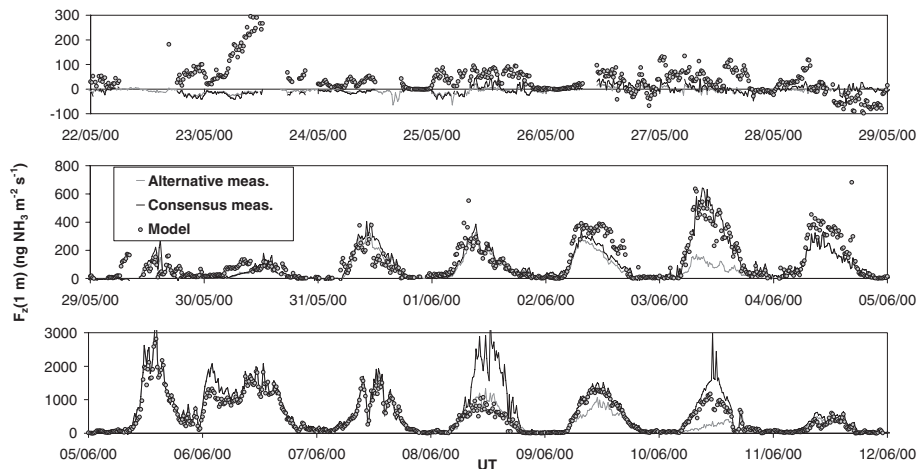 300
200
100
0
-100
22/05/00 23/05/00 24/05/00 25/05/00 26/05/00 27/05/00 28/05/00 29/05/00
F_z(1 m) (ng NH₃ m⁻² s⁻¹)
800
600
400
200
0
Alternative meas.
Consensus meas.
Model
29/05/00 30/05/00 31/05/00 01/06/00 02/06/00 03/06/00 04/06/00 05/06/00
3000
2000
1000
0
05/06/00 06/06/00 07/06/00 08/06/00 09/06/00 10/06/00 11/06/00 12/06/00
UT